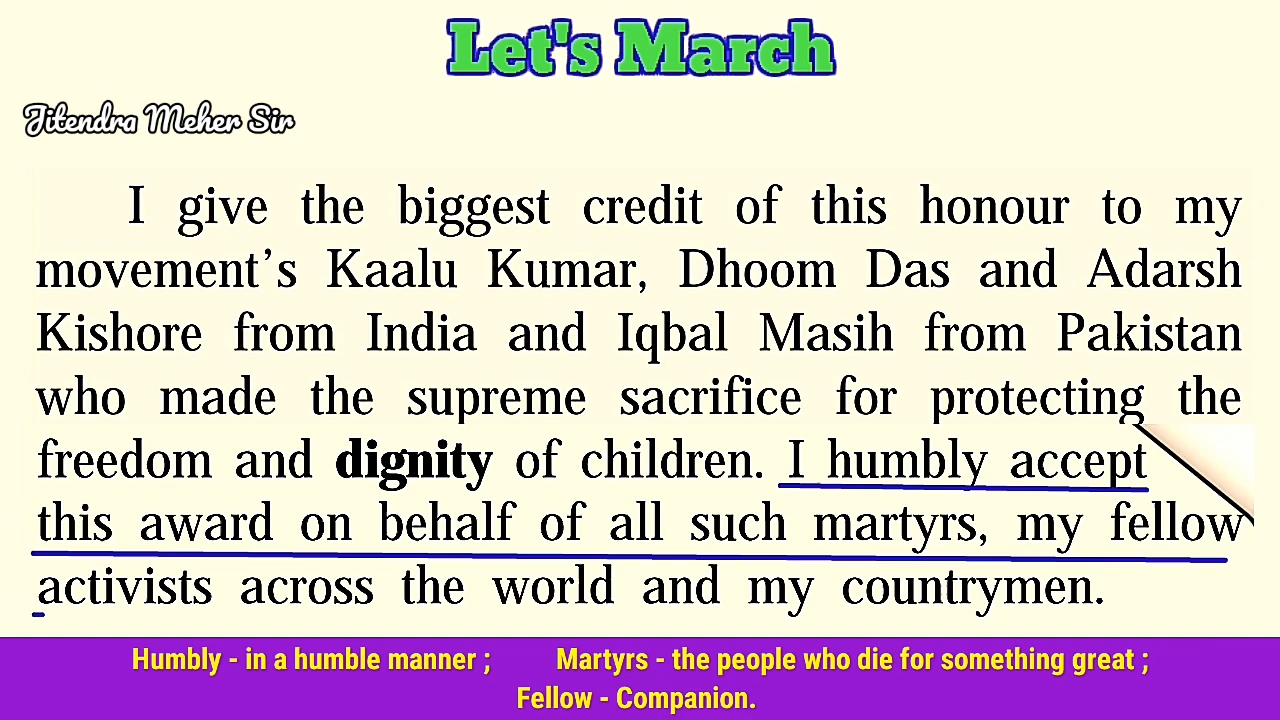 Let's March
Jitendra Meher Sir
I give the biggest credit of this honour to my
movement’s Kaalu Kumar, Dhoom Das and Adarsh
Kishore from India and Iqbal Masih from Pakistan
who made the supreme sacrifice for protecting the
freedom and dignity of children. I humbly accept
this award on behalf of all such martyrs, my fellow
activists across the world and my countrymen.
Humbly - in a humble manner ; Martyrs - the people who die for something great ;
Fellow - Companion.